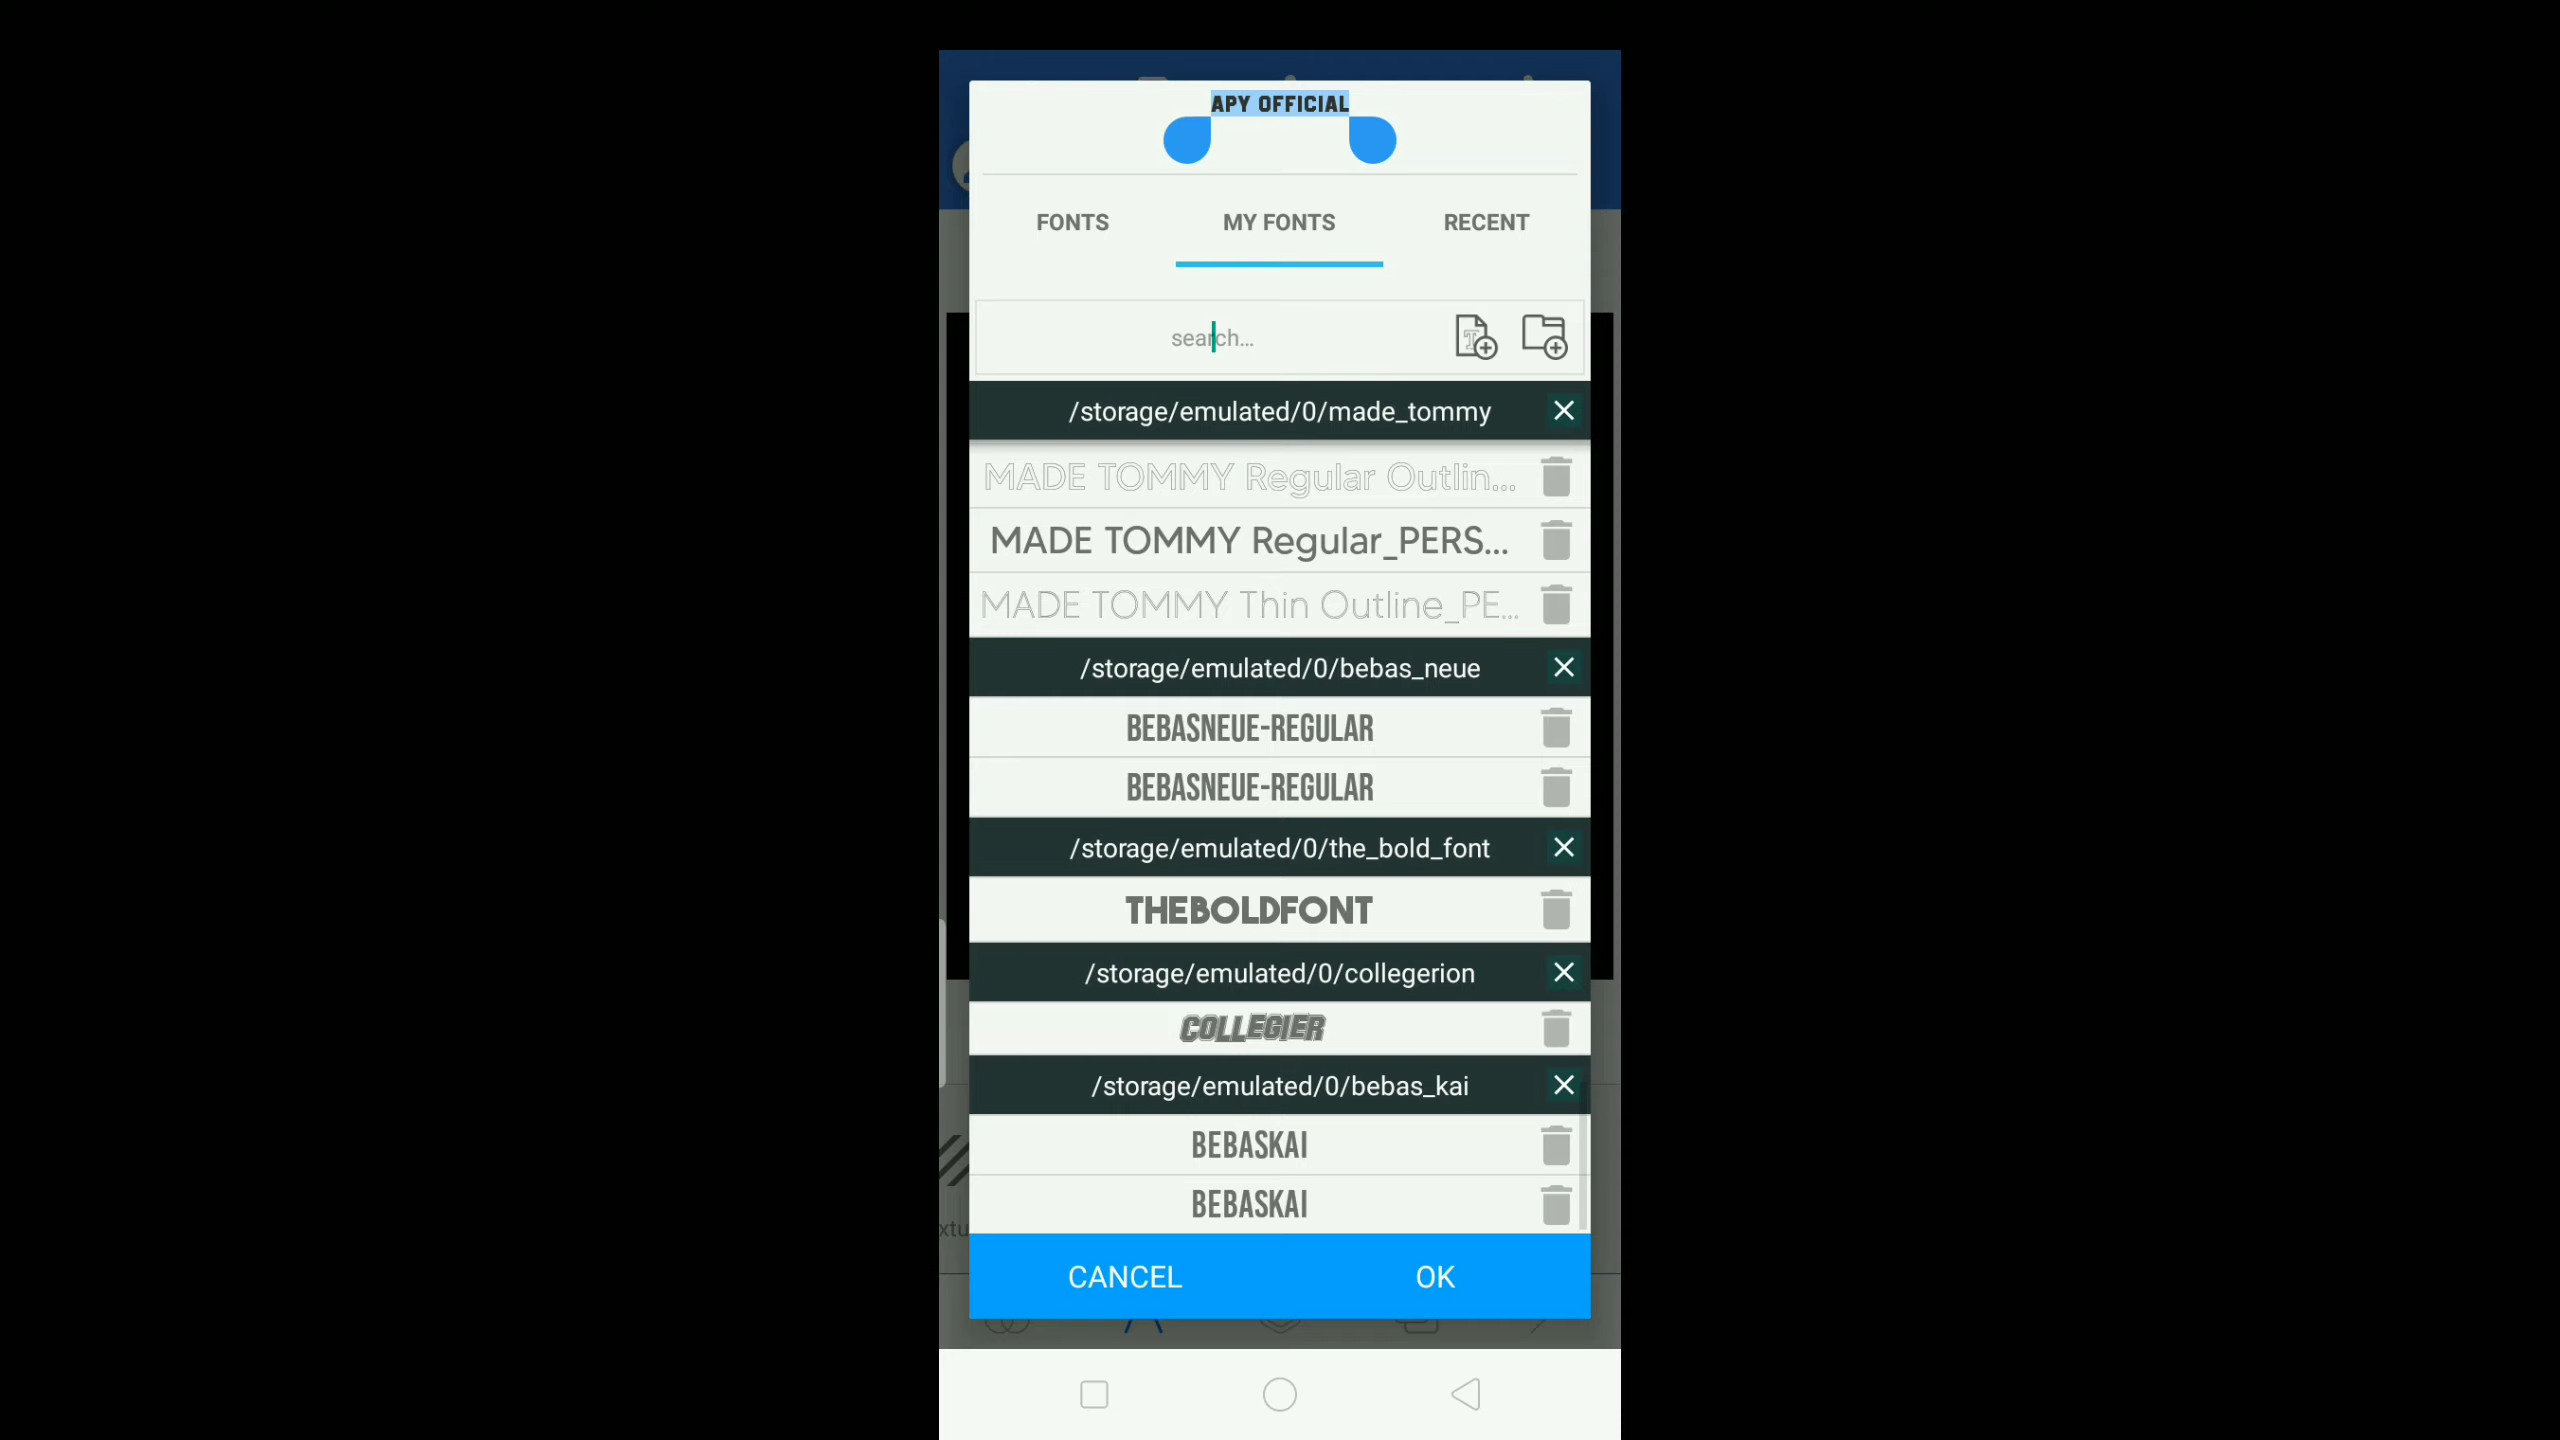 APY OFFICIAL
FONTS
MY FONTS
RECENT
search...
/storage/emulated/0/made_tommy
MADE TOMMY Regular Outlin...
MADE TOMMY Regular_PERS...
MADE TOMMY Thin Outline_PE...
/storage/emulated/0/bebas_neue
BEBASNEUE-REGULAR
BEBASNEUE-REGULAR
/storage/emulated/0/the_bold_font
THEBOLDFONT
/storage/emulated/0/collegerion
COLLEGIER
/storage/emulated/0/bebas_kai
BEBASKAI
BEBASKAI
xtu
CANCEL
OK